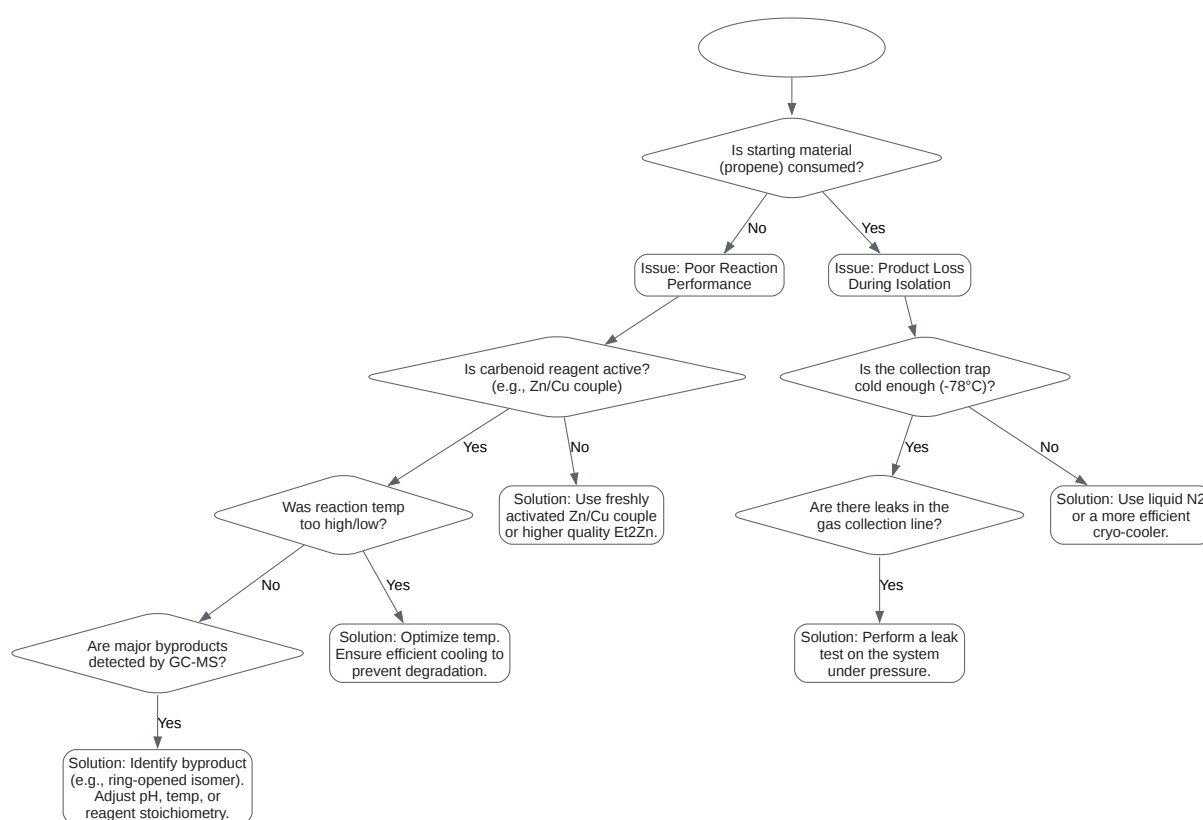 Is starting material
(propene) consumed?
No
Yes
Issue: Poor Reaction
Performance
Issue: Product Loss
During Isolation
Is carbenoid reagent active?
(e.g., Zn/Cu couple)
Is the collection trap
cold enough (-78°C)?
Yes
No
Yes
No
Was reaction temp
too high/low?
Solution: Use freshly
activated Zn/Cu couple
or higher quality Et2Zn.
Are there leaks in the
gas collection line?
Solution: Use liquid N2
or a more efficient
cryo-cooler.
No
Yes
Yes
Are major byproducts
detected by GC-MS?
Solution: Optimize temp.
Ensure efficient cooling to
prevent degradation.
Solution: Perform a leak
test on the system
under pressure.
Yes
Solution: Identify byproduct
(e.g., ring-opened isomer).
Adjust pH, temp, or
reagent stoichiometry.